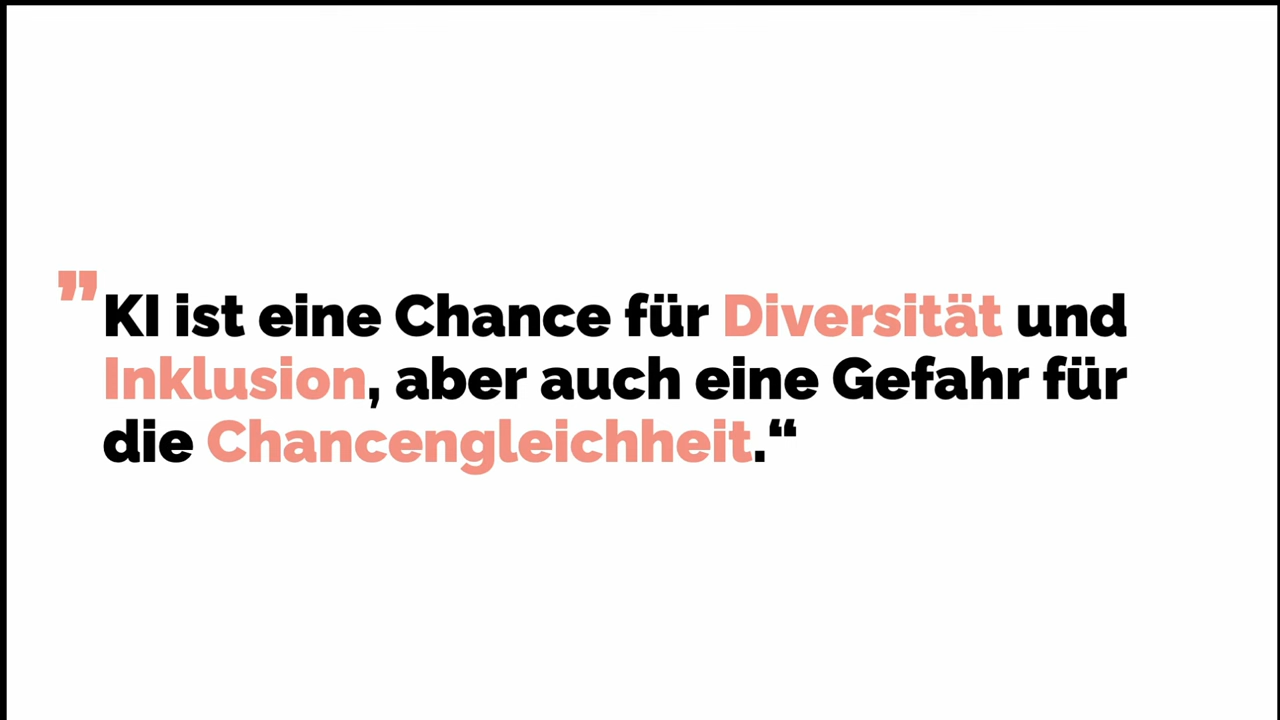 ”KI ist eine Chance für Diversität und
Inklusion, aber auch eine Gefahr für
die Chancengleichheit.“